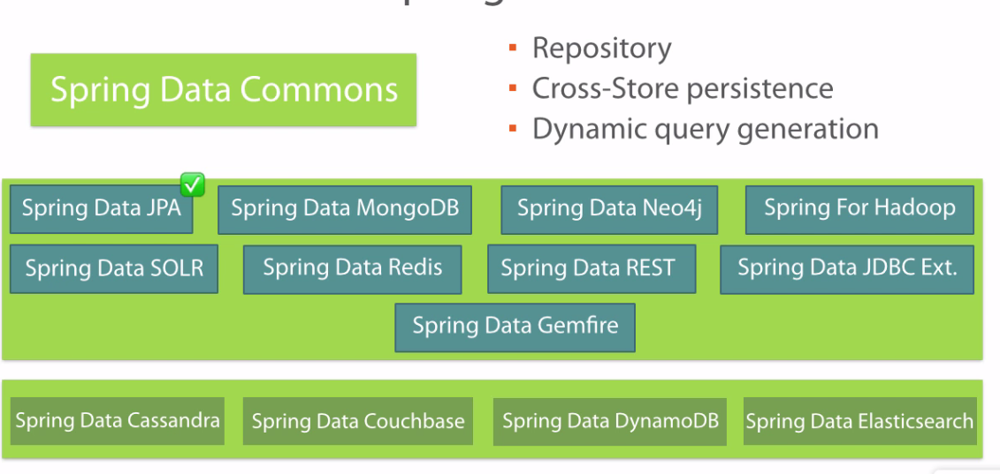 Spring Data Commons
Repository
Cross-Store persistence
Dynamic query generation
Spring Data JPA
Spring Data MongoDB
Spring Data Neo4j
Spring For Hadoop
Spring Data SOLR
Spring Data Redis
Spring Data REST
Spring Data JDBC Ext.
Spring Data Gemfire
Spring Data Cassandra
Spring Data Couchbase
Spring Data DynamoDB
Spring Data Elasticsearch